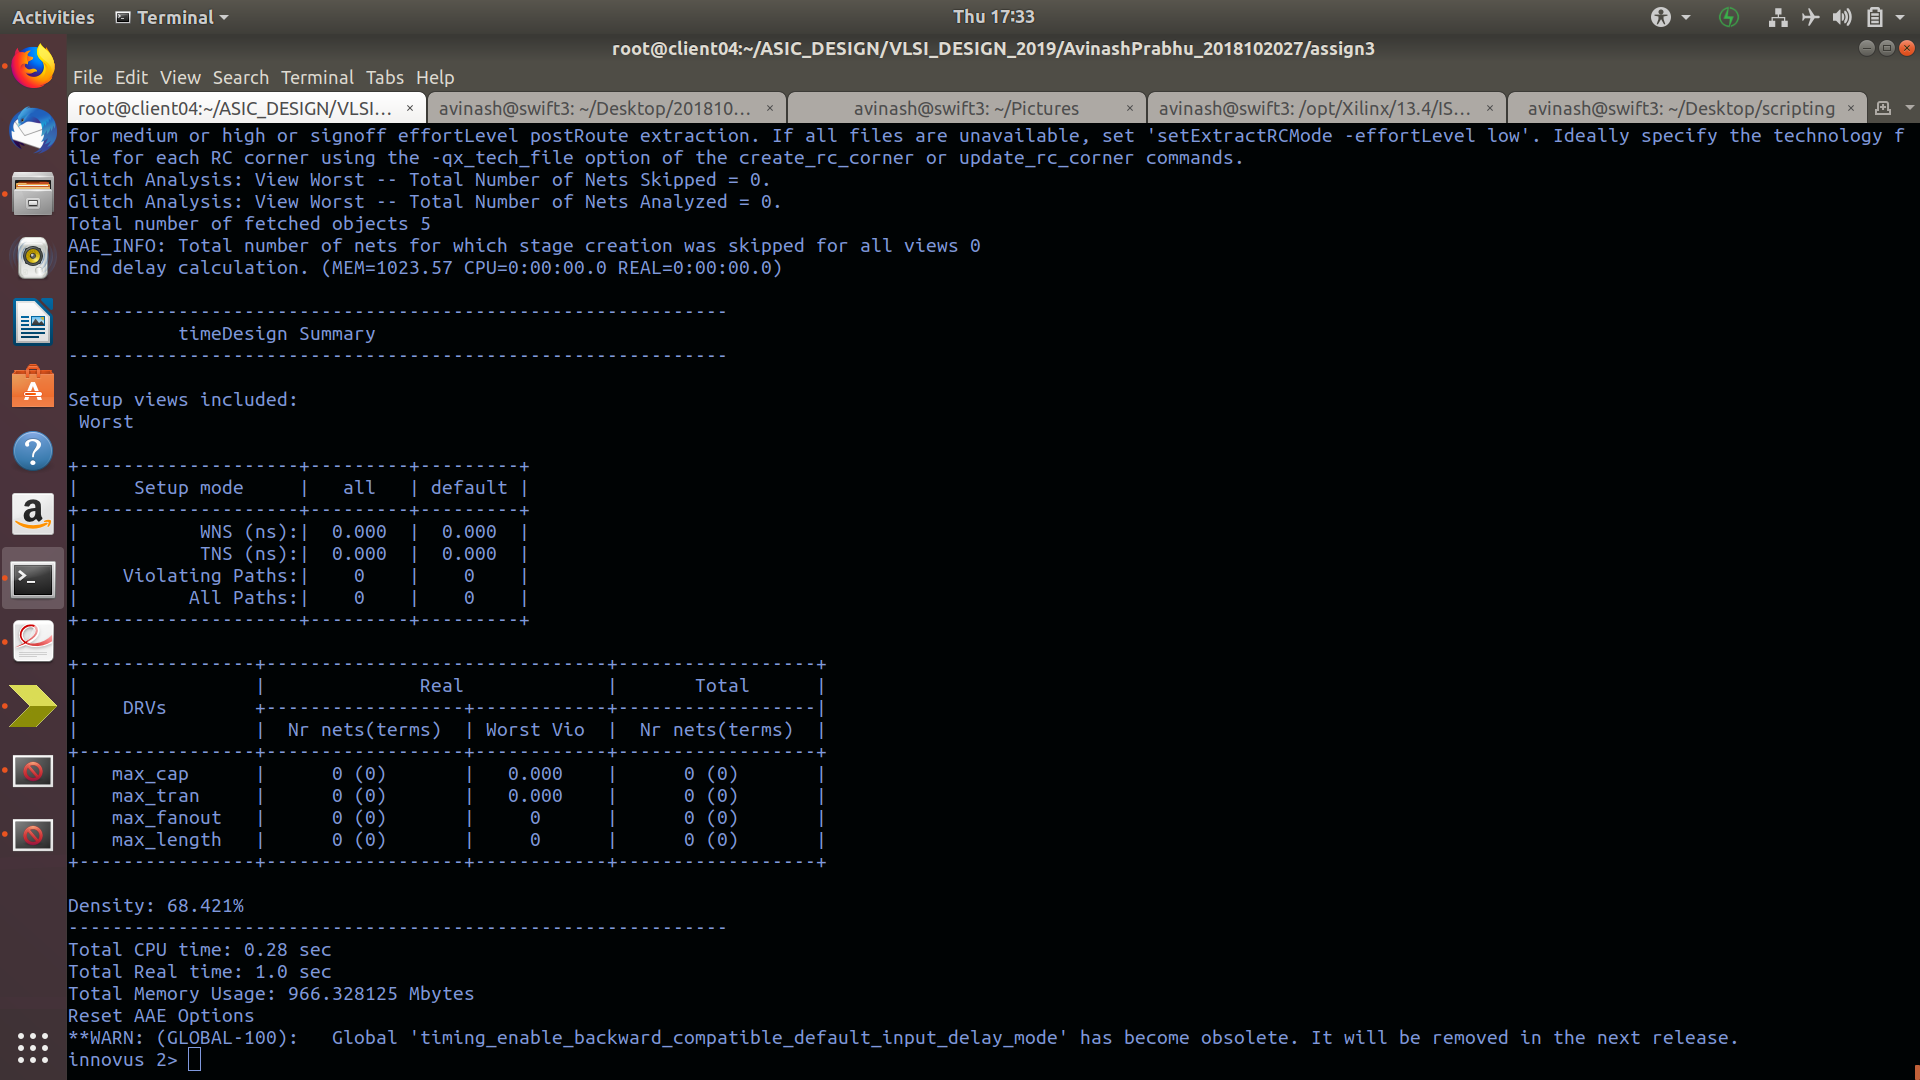 Activities Terminal Thu 17:33
root@client04:~/ASIC_DESIGN/VLSI_DESIGN_2019/AvinashPrabhu_2018102027/assign3
File Edit View Search Terminal Tabs Help
root@client04:~/ASIC_DESIGN/VLSI... × avinash@swift3: ~/Desktop/201810... × avinash@swift3: ~/Pictures × avinash@swift3: /opt/Xilinx/13.4/IS... × avinash@swift3: ~/Desktop/scripting ×
for medium or high or signoff effortLevel postRoute extraction. If all files are unavailable, set 'setExtractRCMode -effortLevel low'. Ideally specify the technology f
ile for each RC corner using the -qx_tech_file option of the create_rc_corner or update_rc_corner commands.
Glitch Analysis: View Worst -- Total Number of Nets Skipped = 0.
Glitch Analysis: View Worst -- Total Number of Nets Analyzed = 0.
Total number of fetched objects 5
AAE_INFO: Total number of nets for which stage creation was skipped for all views 0
End delay calculation. (MEM=1023.57 CPU=0:00:00.0 REAL=0:00:00.0)
------------------------------------------------------------
          timeDesign Summary
------------------------------------------------------------
Setup views included:
 Worst
+--------------------+---------+---------+
|     Setup mode     |   all   | default |
+--------------------+---------+---------+
|           WNS (ns):|  0.000  |  0.000  |
|           TNS (ns):|  0.000  |  0.000  |
|    Violating Paths:|    0    |    0    |
|          All Paths:|    0    |    0    |
+--------------------+---------+---------+
+----------------+-------------------------------+------------------+
|                |              Real             |       Total      |
|    DRVs        +------------------+------------+------------------|
|                |  Nr nets(terms)  | Worst Vio  |  Nr nets(terms)  |
+----------------+------------------+------------+------------------+
|   max_cap      |      0 (0)       |   0.000    |      0 (0)       |
|   max_tran     |      0 (0)       |   0.000    |      0 (0)       |
|   max_fanout   |      0 (0)       |     0      |      0 (0)       |
|   max_length   |      0 (0)       |     0      |      0 (0)       |
+----------------+------------------+------------+------------------+
Density: 68.421%
------------------------------------------------------------
Total CPU time: 0.28 sec
Total Real time: 1.0 sec
Total Memory Usage: 966.328125 Mbytes
Reset AAE Options
**WARN: (GLOBAL-100):   Global 'timing_enable_backward_compatible_default_input_delay_mode' has become obsolete. It will be removed in the next release.
innovus 2>